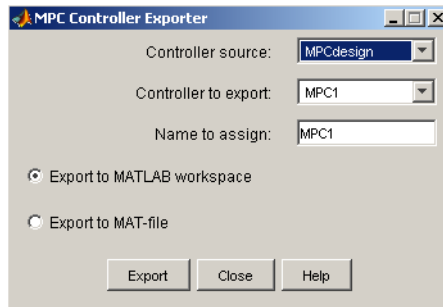 MPC Controller Exporter
Controller source: MPCdesign
Controller to export: MPC1
Name to assign: MPC1
Export to MATLAB workspace
Export to MAT-file
Export Close Help